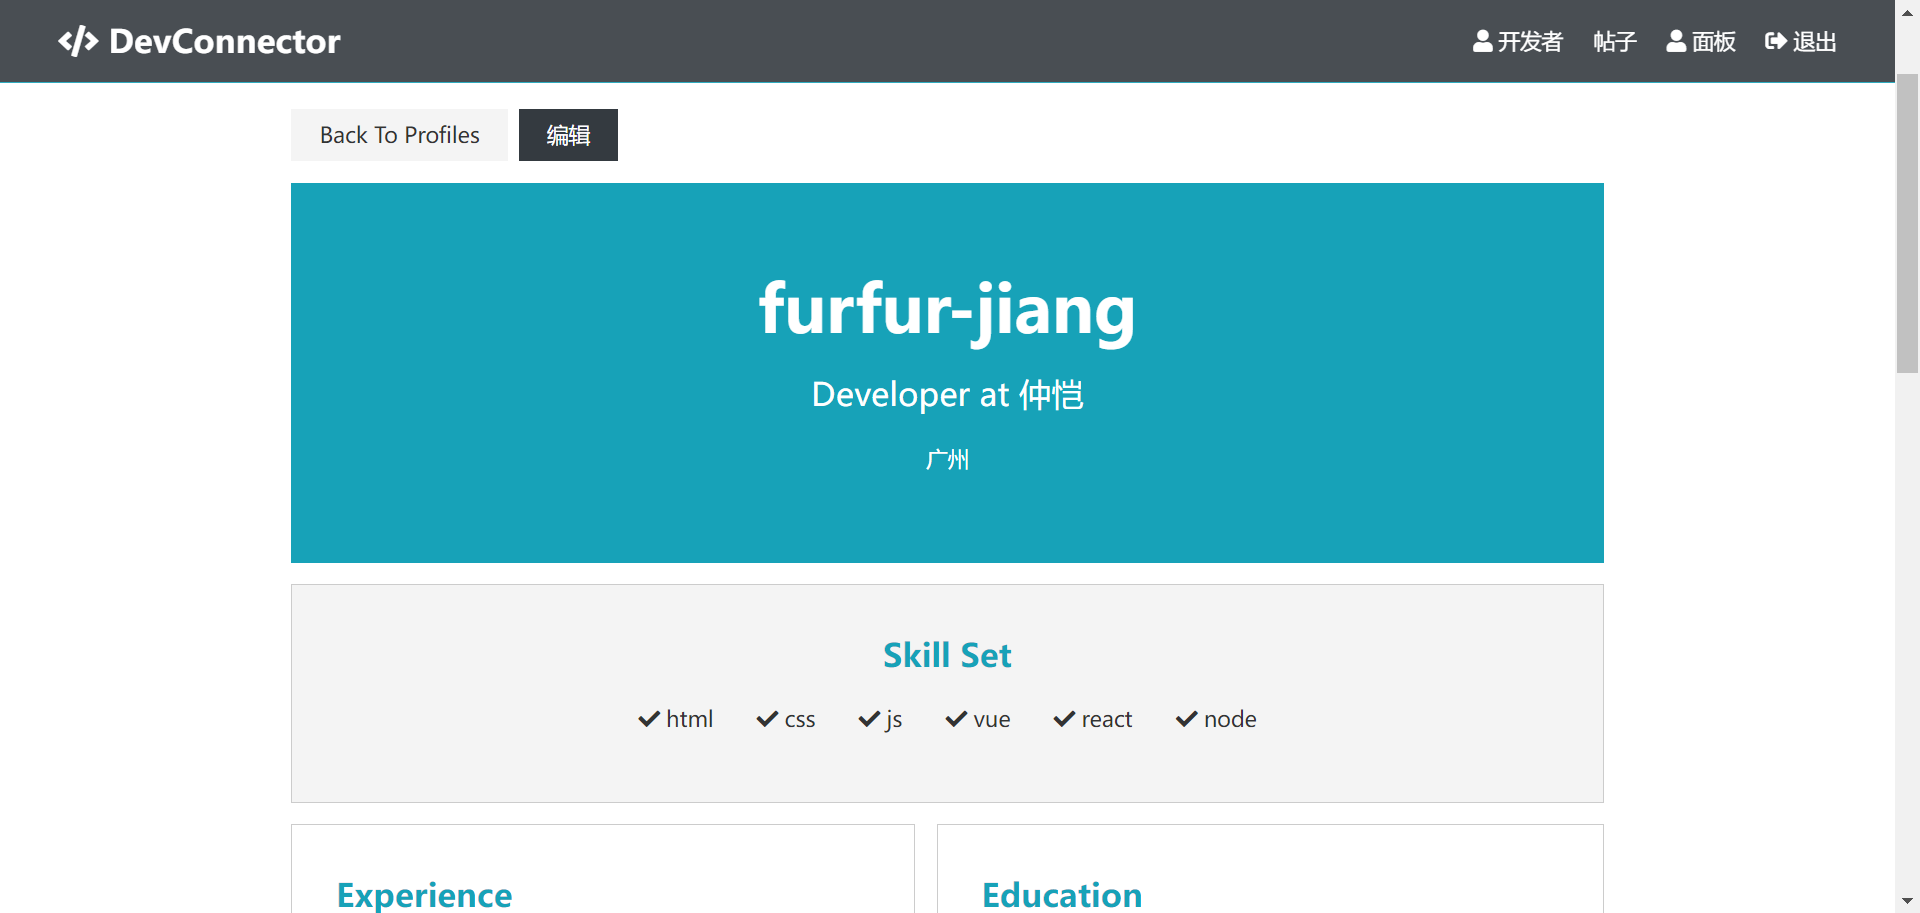 DevConnector
开发者 帖子 面板 退出
Back To Profiles 编辑
furfur-jiang
Developer at 仲恺
广州
Skill Set
html css js vue react node
Experience Education